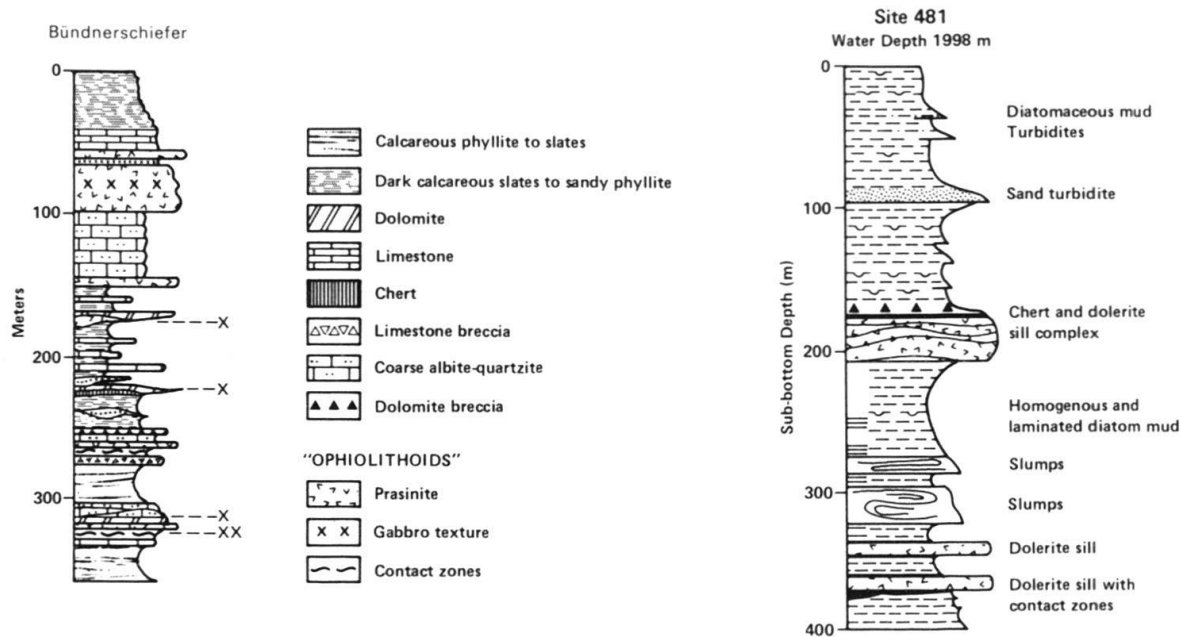 Bündnerschiefer
Meters
0
100
200
300
X
X
X
XX
Calcareous phyllite to slates
Dark calcareous slates to sandy phyllite
Dolomite
Limestone
Chert
Limestone breccia
Coarse albite-quartzite
Dolomite breccia
"OPHIOLITHOIDS"
Prasinite
X X
Gabbro texture
Contact zones
X X X X
Site 481
Water Depth 1998 m
Sub-bottom Depth (m)
0
100
200
300
400
Diatomaceous mud
Turbidites
Sand turbidite
Chert and dolerite
sill complex
Homogenous and
laminated diatom mud
Slumps
Slumps
Dolerite sill
Dolerite sill with
contact zones